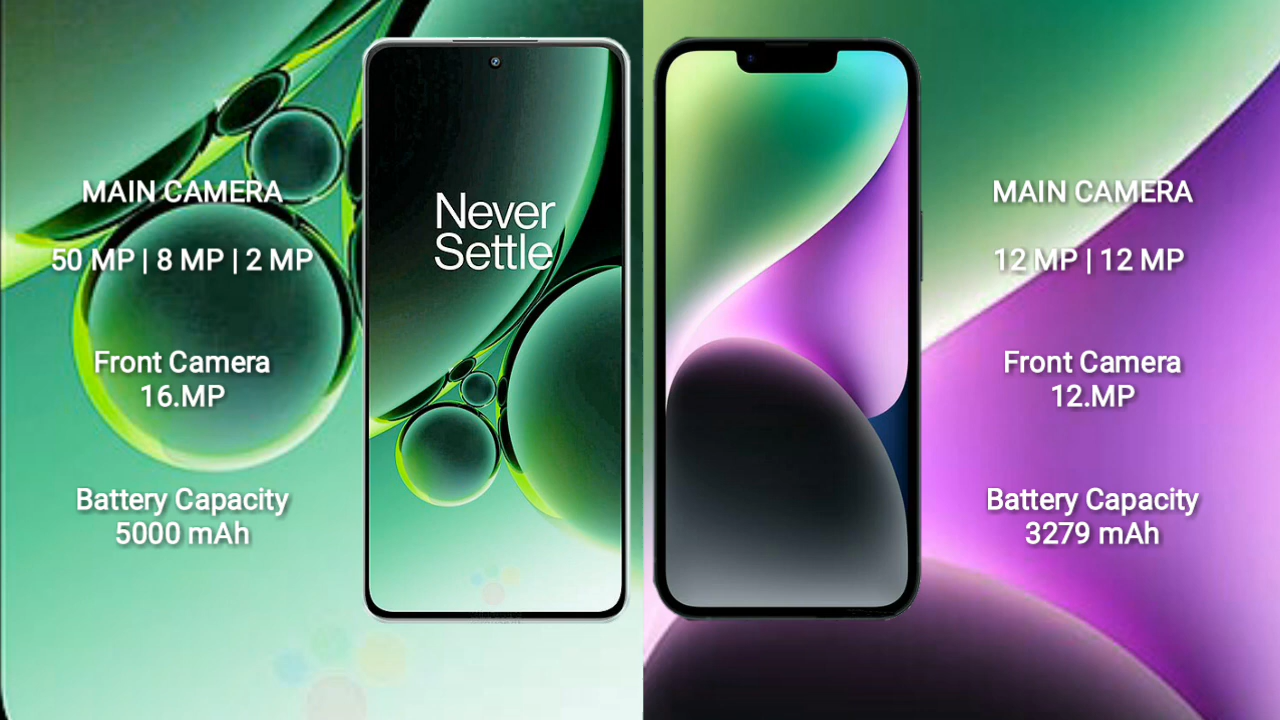 MAIN CAMERA
50 MP | 8 MP | 2 MP
Front Camera
16.MP
Battery Capacity
5000 mAh
Never
Settle
MAIN CAMERA
12 MP | 12 MP
Front Camera
12.MP
Battery Capacity
3279 mAh